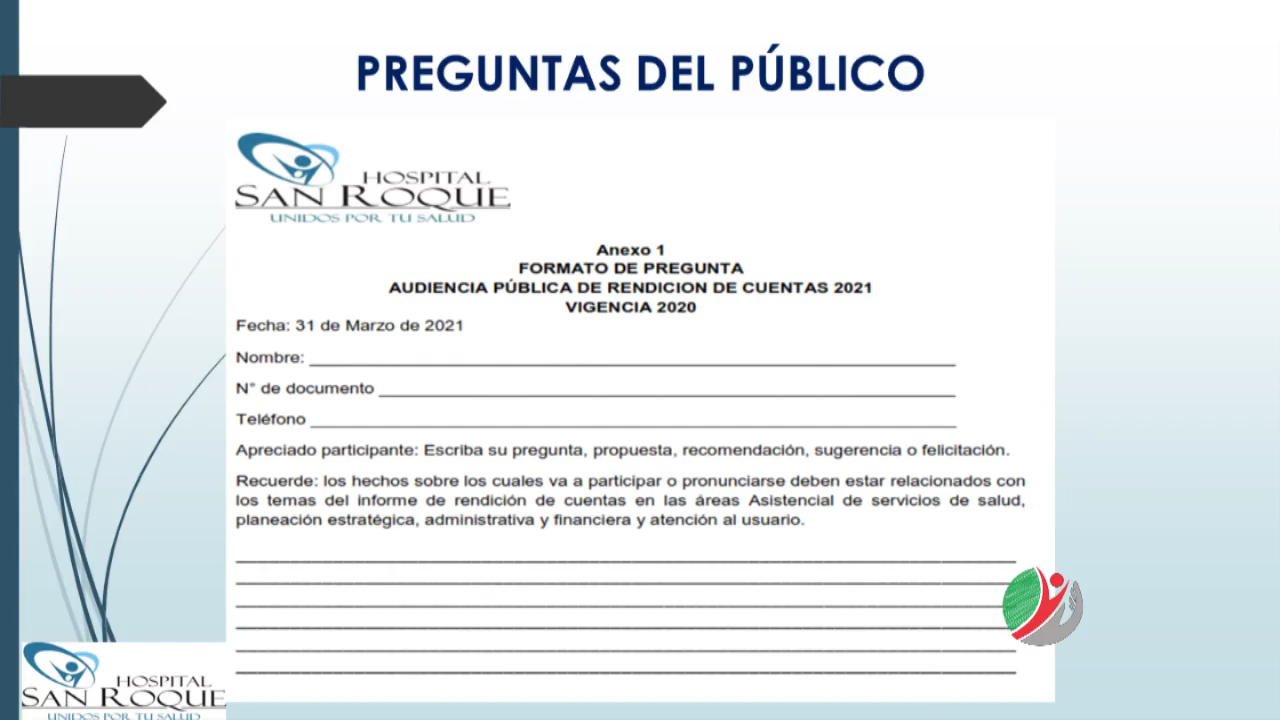 PREGUNTAS DEL PÚBLICO
HOSPITAL
SAN ROQUE
UNIDOS POR TU SALUD
Anexo 1
FORMATO DE PREGUNTA
AUDIENCIA PÚBLICA DE RENDICION DE CUENTAS 2021
VIGENCIA 2020
Fecha: 31 de Marzo de 2021
Nombre:
N° de documento
Teléfono
Apreciado participante: Escriba su pregunta, propuesta, recomendación, sugerencia o felicitación.
Recuerde: los hechos sobre los cuales va a participar o pronunciarse deben estar relacionados con
los temas del informe de rendición de cuentas en las áreas Asistencial de servicios de salud,
planeación estratégica, administrativa y financiera y atención al usuario.
HOSPITAL
SAN ROQUE
UNIDOS POR TU SALUD